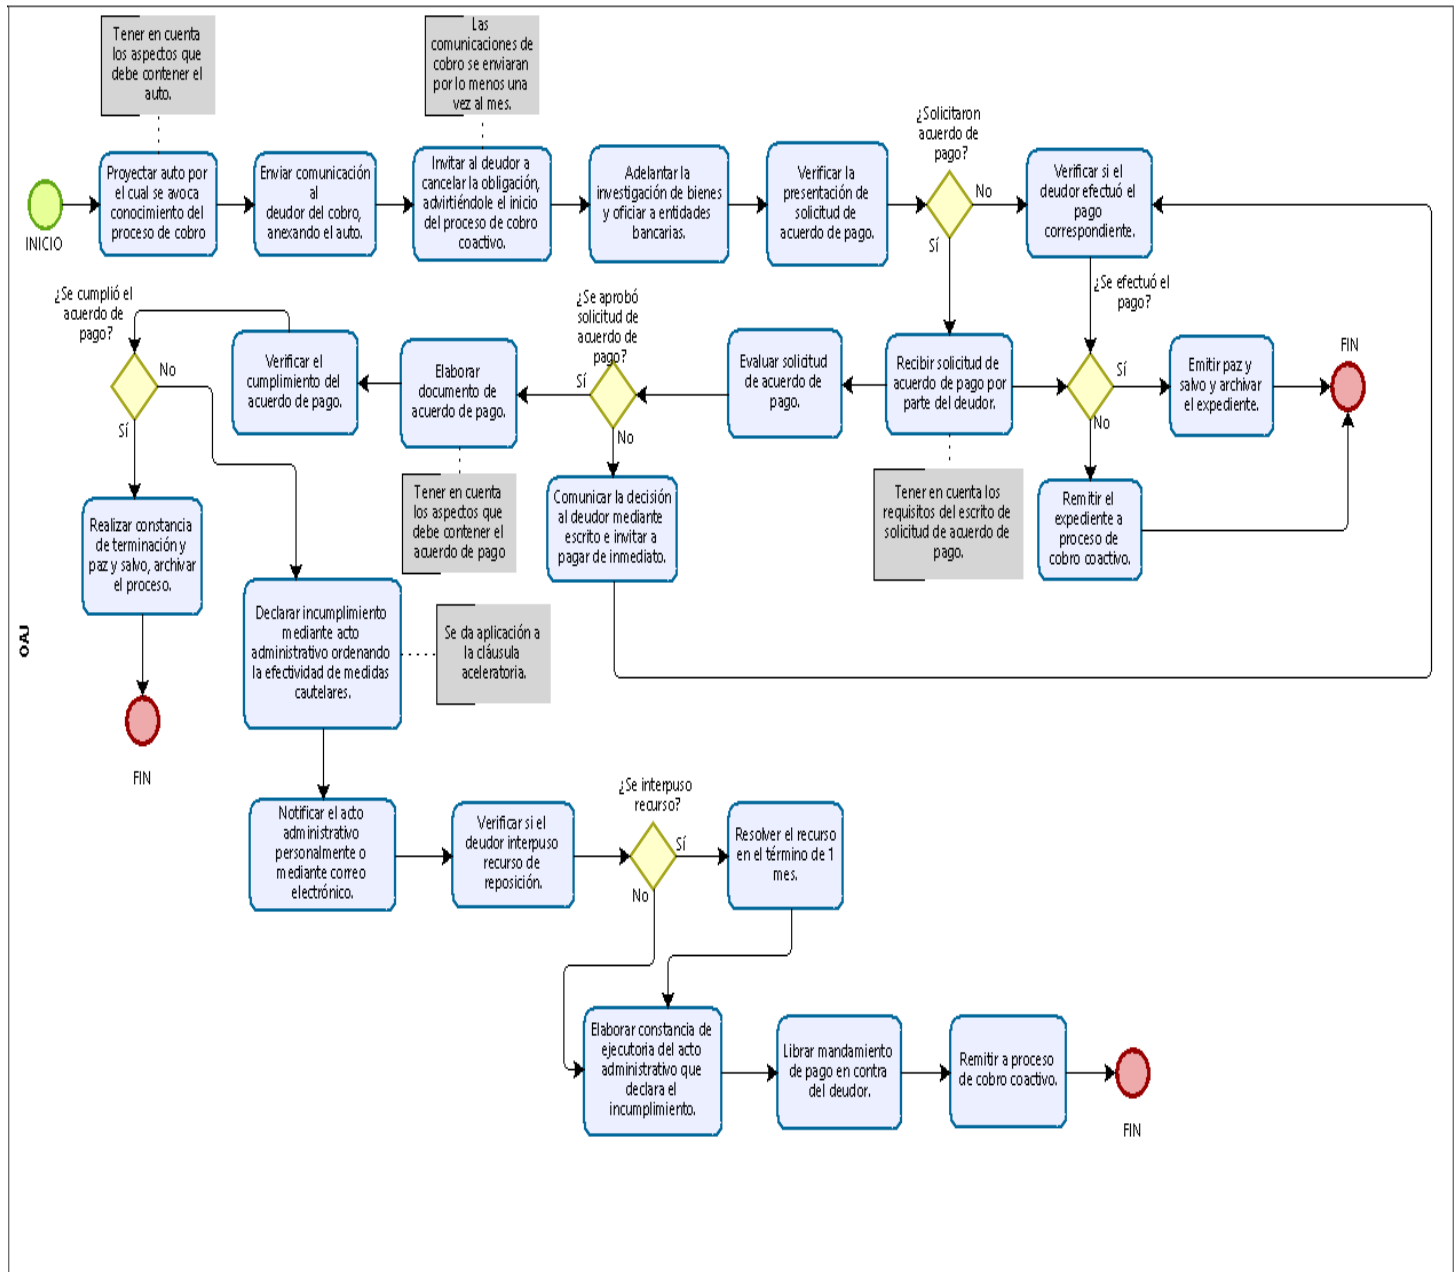 Tener en cuenta
los aspectos que
debe contener el
auto.
Las
comunicaciones de
cobro se enviaran
por lo menos una
vez al mes.
¿Solicitaron
acuerdo de
pago?
INICIO
Proyectar auto por
el cual se avoca
conocimiento del
proceso de cobro
Enviar comunicación
al
deudor del cobro,
anexando el auto.
Invitar al deudor a
cancelar la obligación,
advirtiéndole el inicio
del proceso de cobro
coactivo.
Adelantar la
investigación de bienes
y oficiar a entidades
bancarias.
Verificar la
presentación de
solicitud de
acuerdo de pago.
No
Sí
Verificar si el
deudor efectuó el
pago
correspondiente.
¿Se efectuó el
pago?
¿Se cumplió el
acuerdo de
pago?
No
Sí
Verificar el
cumplimiento del
acuerdo de pago.
Elaborar
documento de
acuerdo de pago.
¿Se aprobó
solicitud de
acuerdo de
pago?
Sí
No
Evaluar solicitud
de acuerdo de
pago.
Recibir solicitud de
acuerdo de pago por
parte del deudor.
Sí
No
Emitir paz y
salvo y archivar
el expediente.
FIN
Realizar constancia
de terminación y
paz y salvo, archivar
el proceso.
Tener en cuenta
los aspectos que
debe contener el
acuerdo de pago
Comunicar la decisión
al deudor mediante
escrito e invitar a
pagar de inmediato.
Tener en cuenta los
requisitos del escrito de
solicitud de acuerdo de
pago.
Remitir el
expediente a
proceso de
cobro coactivo.
OAJ
FIN
Declarar incumplimiento
mediante acto
administrativo ordenando
la efectividad de medidas
cautelares.
Se da aplicación a
la cláusula
aceleratoria.
Notificar el acto
administrativo
personalmente o
mediante correo
electrónico.
Verificar si el
deudor interpuso
recurso de
reposición.
¿Se interpuso
recurso?
Sí
No
Resolver el recurso
en el término de 1
mes.
Elaborar constancia de
ejecutoria del acto
administrativo que
declara el
incumplimiento.
Librar mandamiento
de pago en contra
del deudor.
Remitir a proceso
de cobro coactivo.
FIN